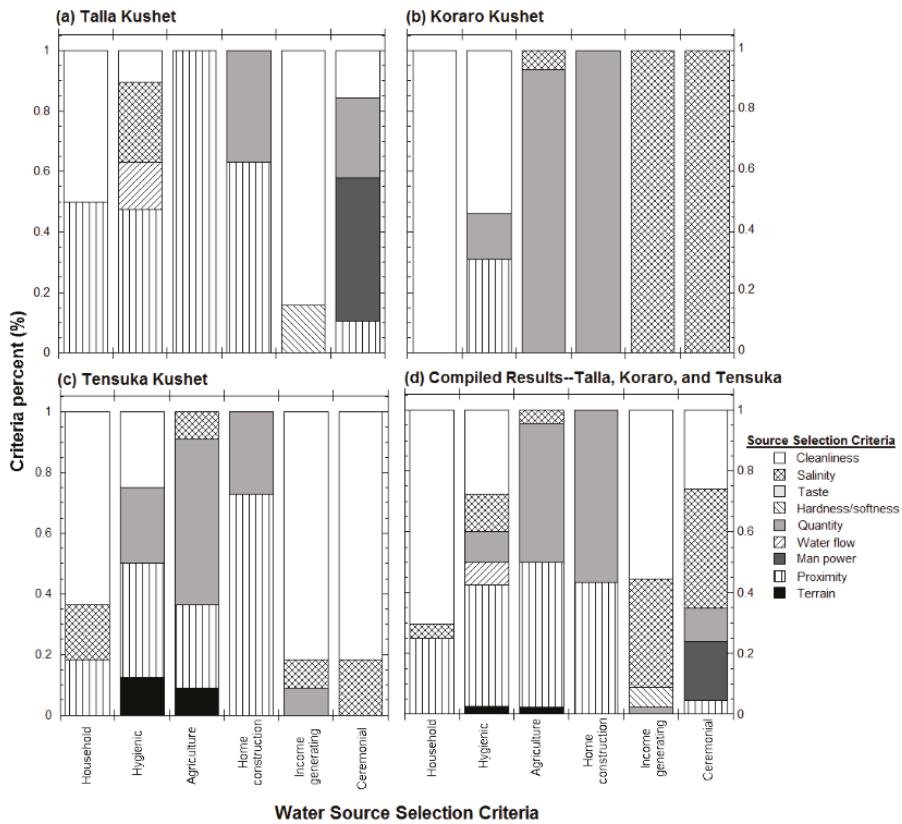 (a) Talla Kushet
(b) Koraro Kushet
1
0.8
0.6
0.4
0.2
0
1
0.8
0.6
0.4
0.2
0
Criteria percent (%)
(c) Tensuka Kushet
(d) Compiled Results--Talla, Koraro, and Tensuka
1
0.8
0.6
0.4
0.2
0
1
0.8
0.6
0.4
0.2
0
Source Selection Criteria
Cleanliness
Salinity
Taste
Hardness/softness
Quantity
Water flow
Man power
Proximity
Terrain
Household
Hygienic
Agriculture
Home
construction
Income
generating
Ceremonial
Household
Hygienic
Agriculture
Home
construction
Income
generating
Ceremonial
Water Source Selection Criteria